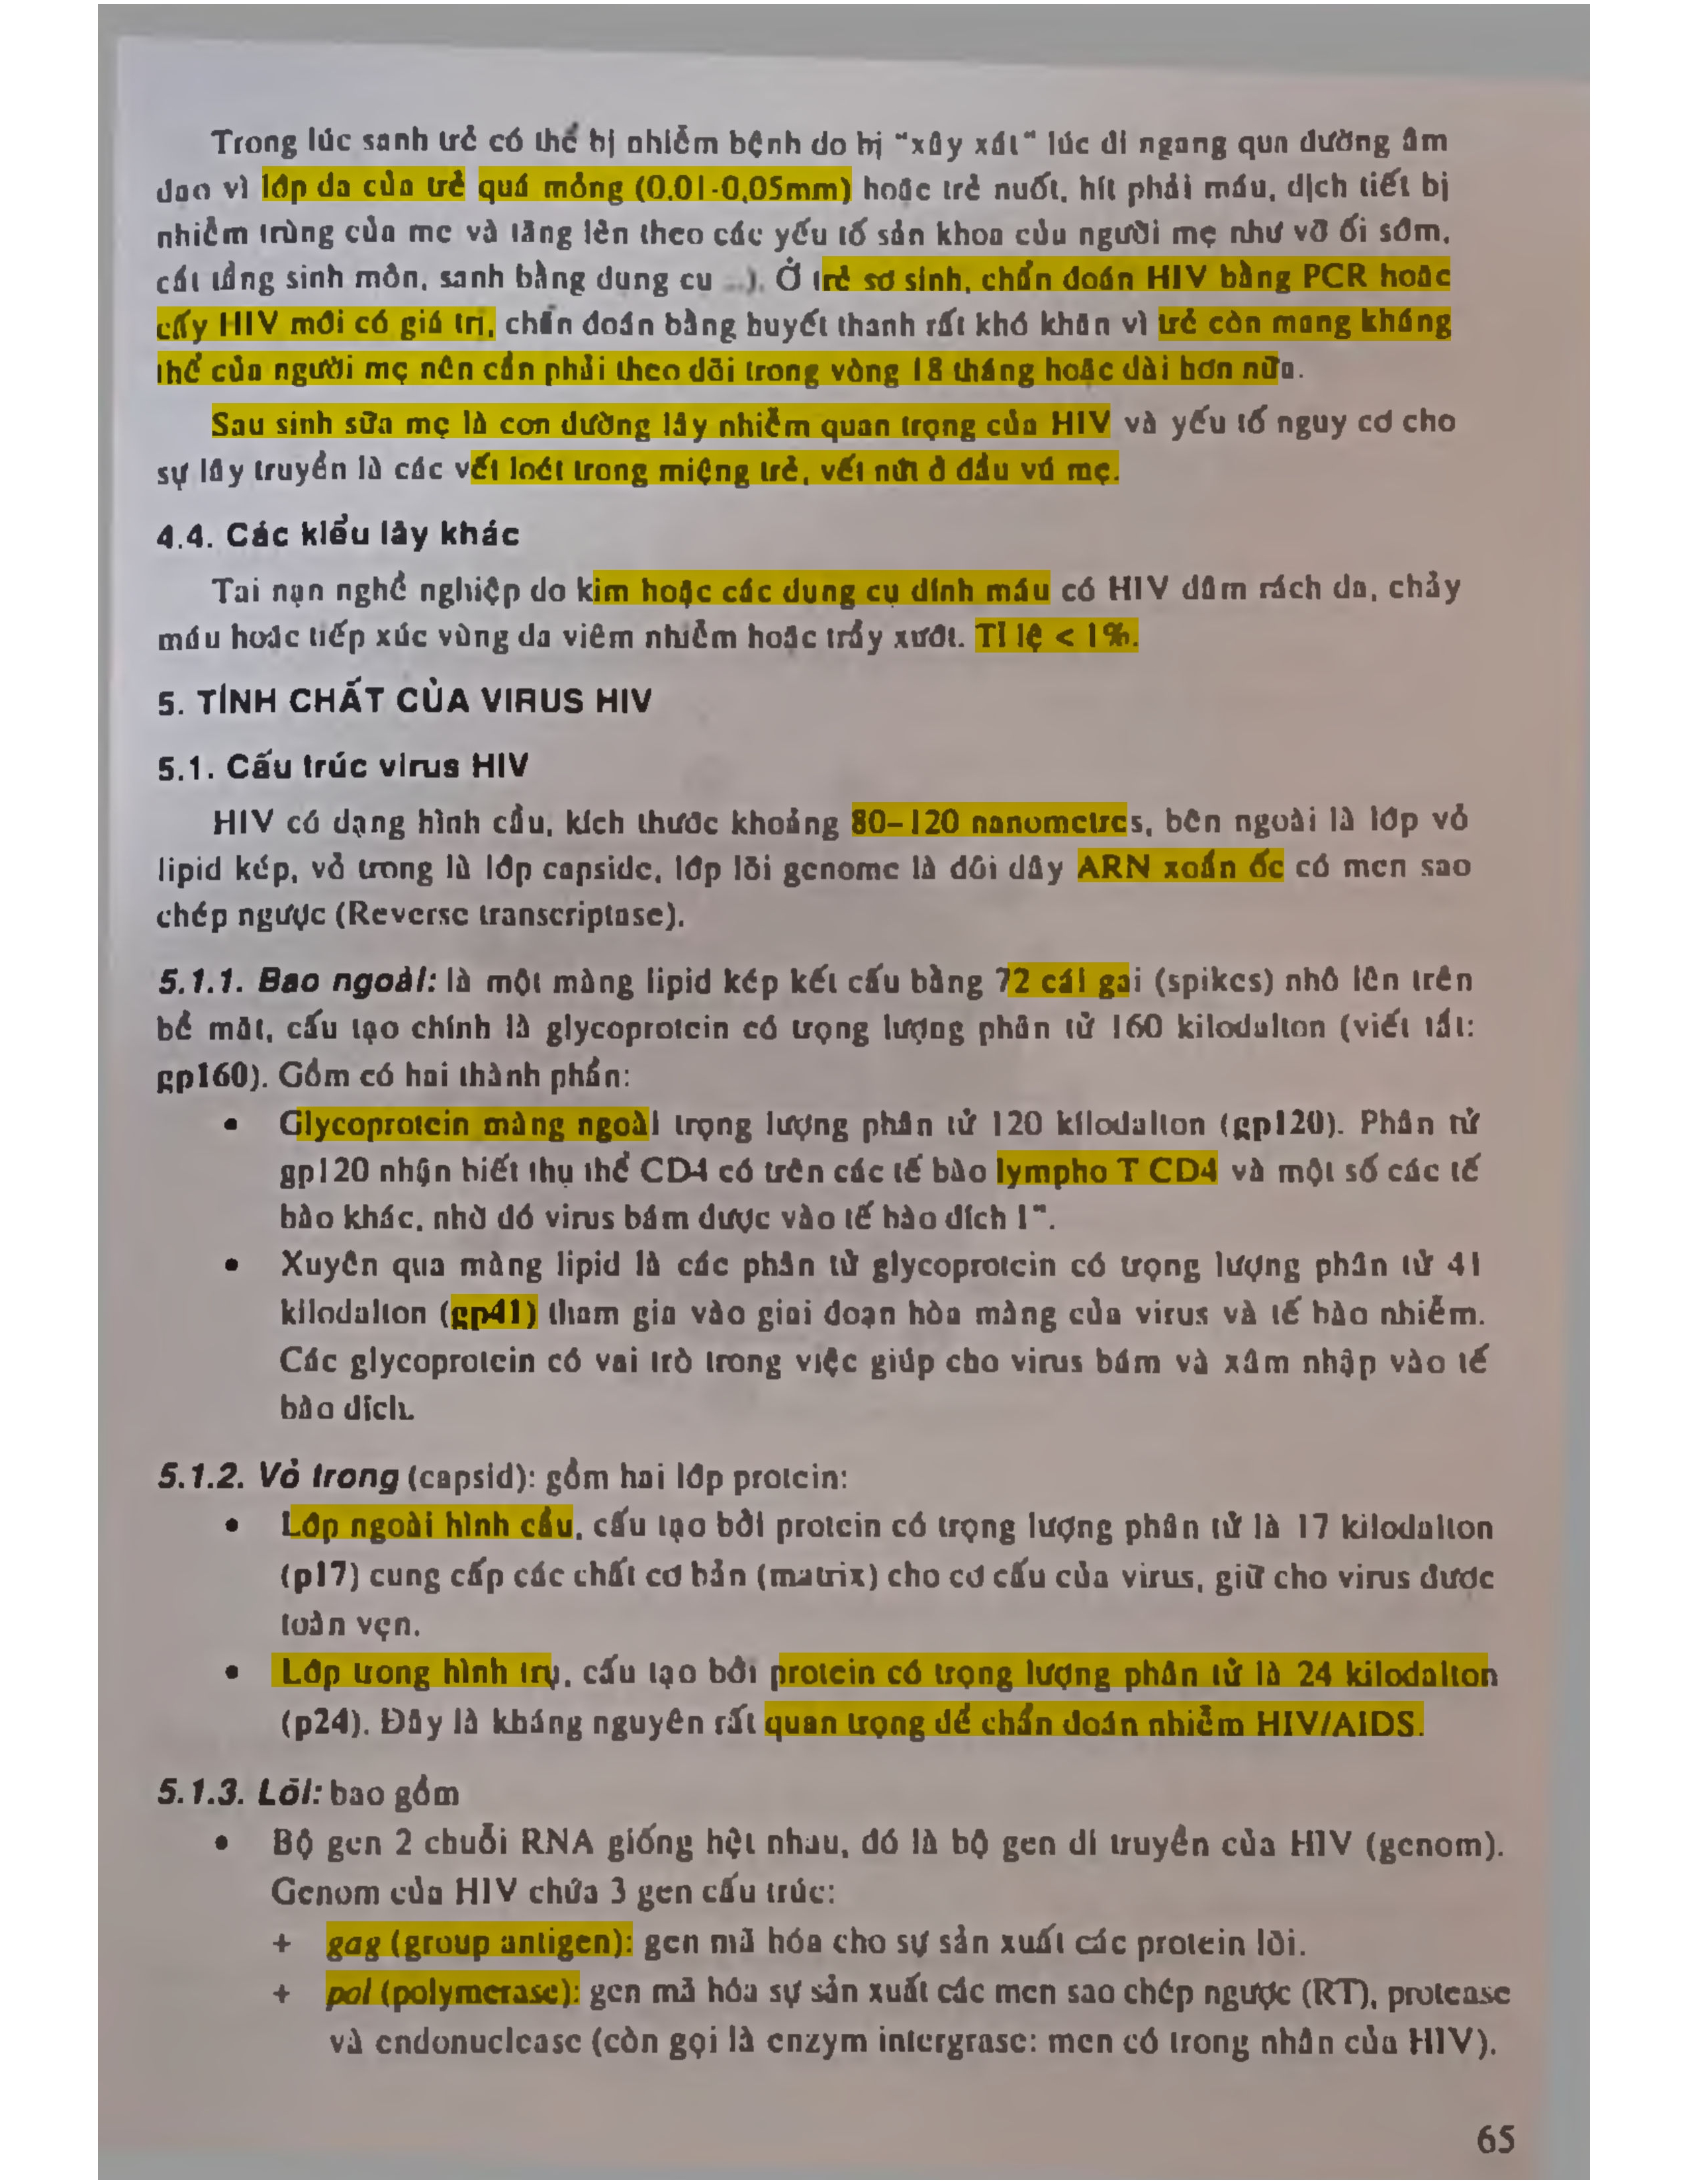 Trong lúc sanh trẻ có thể bị nhiễm bệnh do bị "xây xát" lúc đi ngang qua đường âm
đạo vì lớp da của trẻ quá mỏng (0,01-0,05mm) hoặc trẻ nuốt, hít phải máu, dịch tiết bị
nhiễm trùng của mẹ và tăng lên theo các yếu tố sản khoa của người mẹ như vỡ ối sớm,
cắt tầng sinh môn, sanh bằng dụng cụ ...). Ở trẻ sơ sinh, chẩn đoán HIV bằng PCR hoặc
cấy HIV mới có giá trị, chẩn đoán bằng huyết thanh rất khó khăn vì trẻ còn mang kháng
thể của người mẹ nên cần phải theo dõi trong vòng 18 tháng hoặc dài hơn nữa.
Sau sinh sữa mẹ là con đường lây nhiễm quan trọng của HIV và yếu tố nguy cơ cho
sự lây truyền là các vết loét trong miệng trẻ, vết nứt ở đầu vú mẹ.
4.4. Các kiểu lây khác
Tai nạn nghề nghiệp do kim hoặc các dụng cụ dính máu có HIV đâm rách da, chảy
máu hoặc tiếp xúc vùng da viêm nhiễm hoặc trầy xướt. Tỉ lệ < 1%.
5. TÍNH CHẤT CỦA VIRUS HIV
5.1. Cấu trúc virus HIV
HIV có dạng hình cầu, kích thước khoảng 80–120 nanometres, bên ngoài là lớp vỏ
lipid kép, vỏ trong là lớp capside, lớp lõi genome là đôi dây ARN xoắn ốc có men sao
chép ngược (Reverse transcriptase).
5.1.1. Bao ngoài: là một màng lipid kép kết cấu bằng 72 cái gai (spikes) nhô lên trên
bề mặt, cấu tạo chính là glycoprotein có trọng lượng phân tử 160 kilodalton (viết tắt:
gp160). Gồm có hai thành phần:
• Glycoprotein màng ngoài trọng lượng phân tử 120 kilodalton (gp120). Phân tử
gp120 nhận biết thụ thể CD4 có trên các tế bào lympho T CD4 và một số các tế
bào khác, nhờ đó virus bám được vào tế bào đích
• Xuyên qua màng lipid là các phân tử glycoprotein có trọng lượng phân tử 41
kilodalton (gp41) tham gia vào giai đoạn hòa màng của virus và tế bào nhiễm.
Các glycoprotein có vai trò trong việc giúp cho virus bám và xâm nhập vào tế
bào đích.
5.1.2. Vỏ trong (capsid): gồm hai lớp protein:
• Lớp ngoài hình cầu, cấu tạo bởi protein có trọng lượng phân tử là 17 kilodalton
(p17) cung cấp các chất cơ bản (matrix) cho cơ cấu của virus, giữ cho virus được
toàn vẹn.
• Lớp trong hình trụ, cấu tạo bởi protein có trọng lượng phân tử là 24 kilodalton
(p24). Đây là kháng nguyên rất quan trọng để chẩn đoán nhiễm HIV/AIDS.
5.1.3. Lõi: bao gồm
• Bộ gen 2 chuỗi RNA giống hệt nhau, đó là bộ gen di truyền của HIV (genom).
Genom của HIV chứa 3 gen cấu trúc:
+ gag (group antigen): gen mã hóa cho sự sản xuất các protein lõi.
+ pol (polymerase): gen mã hóa sự sản xuất các men sao chép ngược (RT), protease
và endonuclease (còn gọi là enzym intergrase: men có trong nhân của HIV).
65